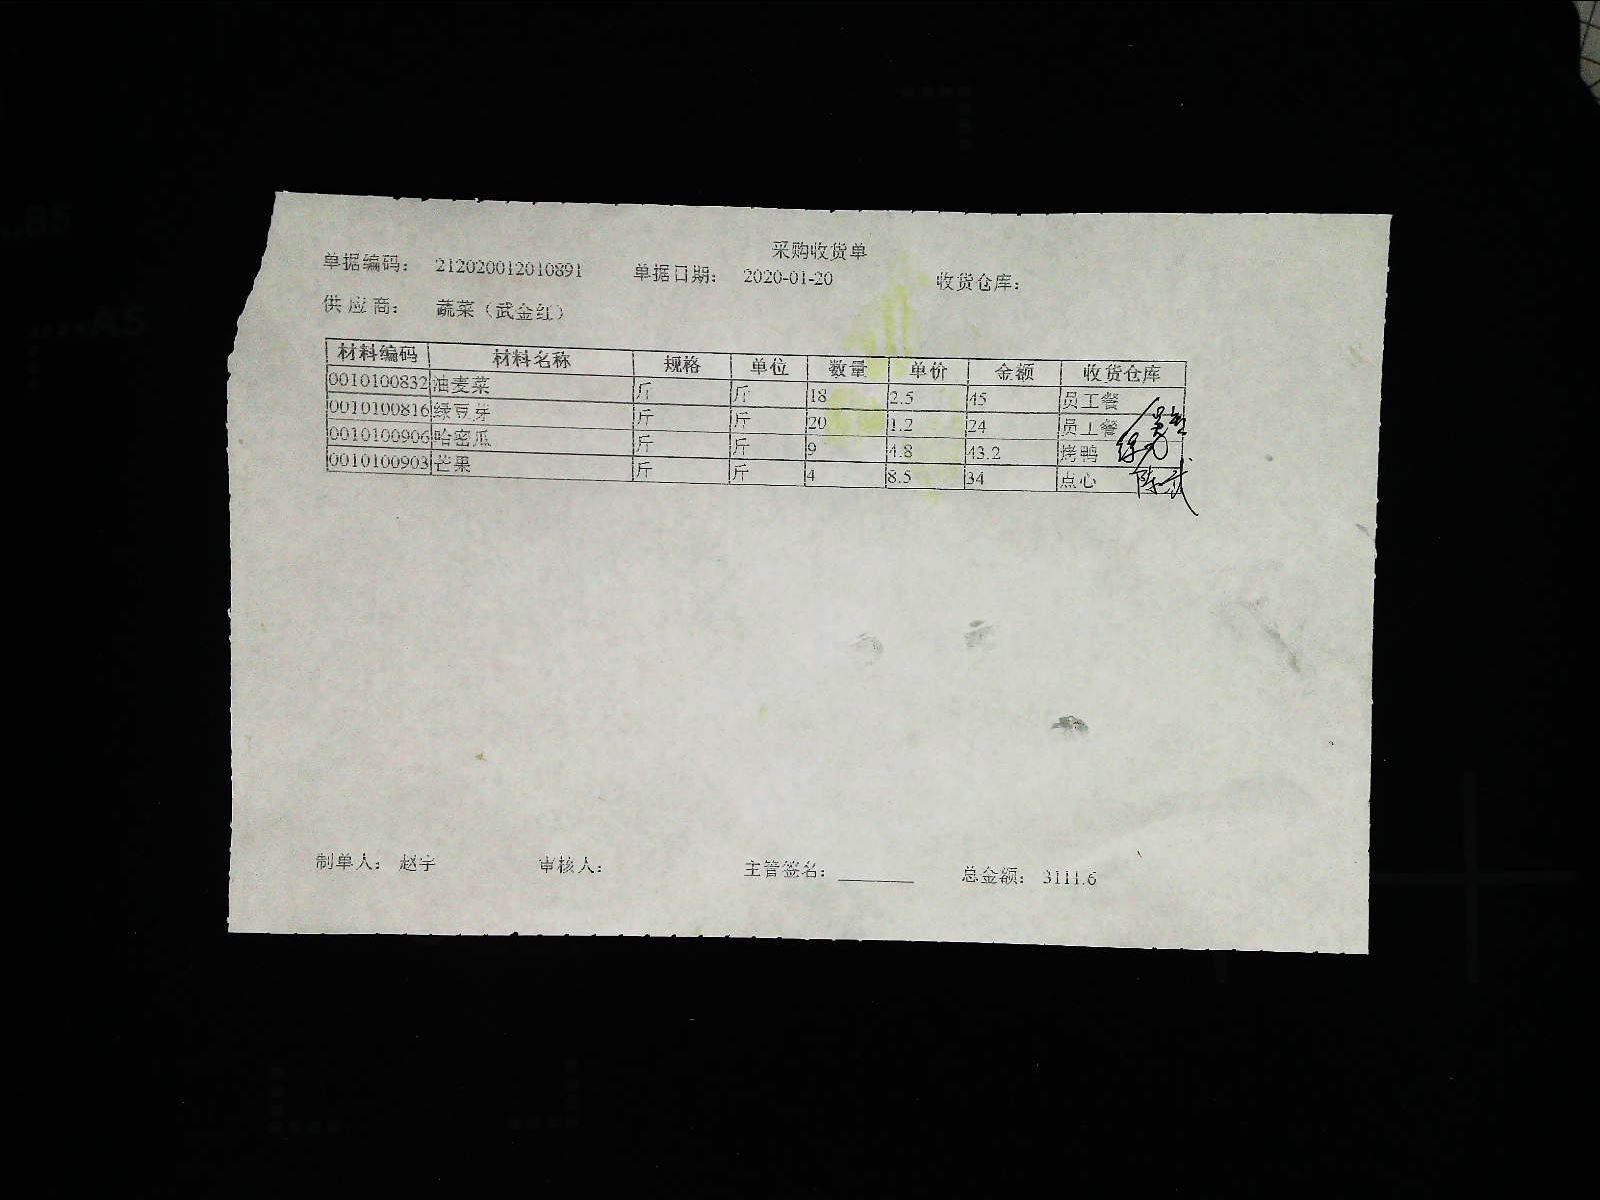 采购收货单
单据编码： 212020012010891 单据日期： 2020-01-20 收货仓库：
供 应 商： 蔬菜（武金红）
材料编码 材料名称 规格 单位 数量 单价 金额 收货仓库
0010100832 油麦菜 斤 斤 18 2.5 45 员工餐
0010100816 绿豆芽 斤 斤 20 1.2 24 员工餐
0010100906 哈密瓜 斤 斤 9 4.8 43.2 烤鸭
0010100903 芒果 斤 斤 4 8.5 34 点心
制单人： 赵宇 审核人： 主管签名： 总金额： 3111.6